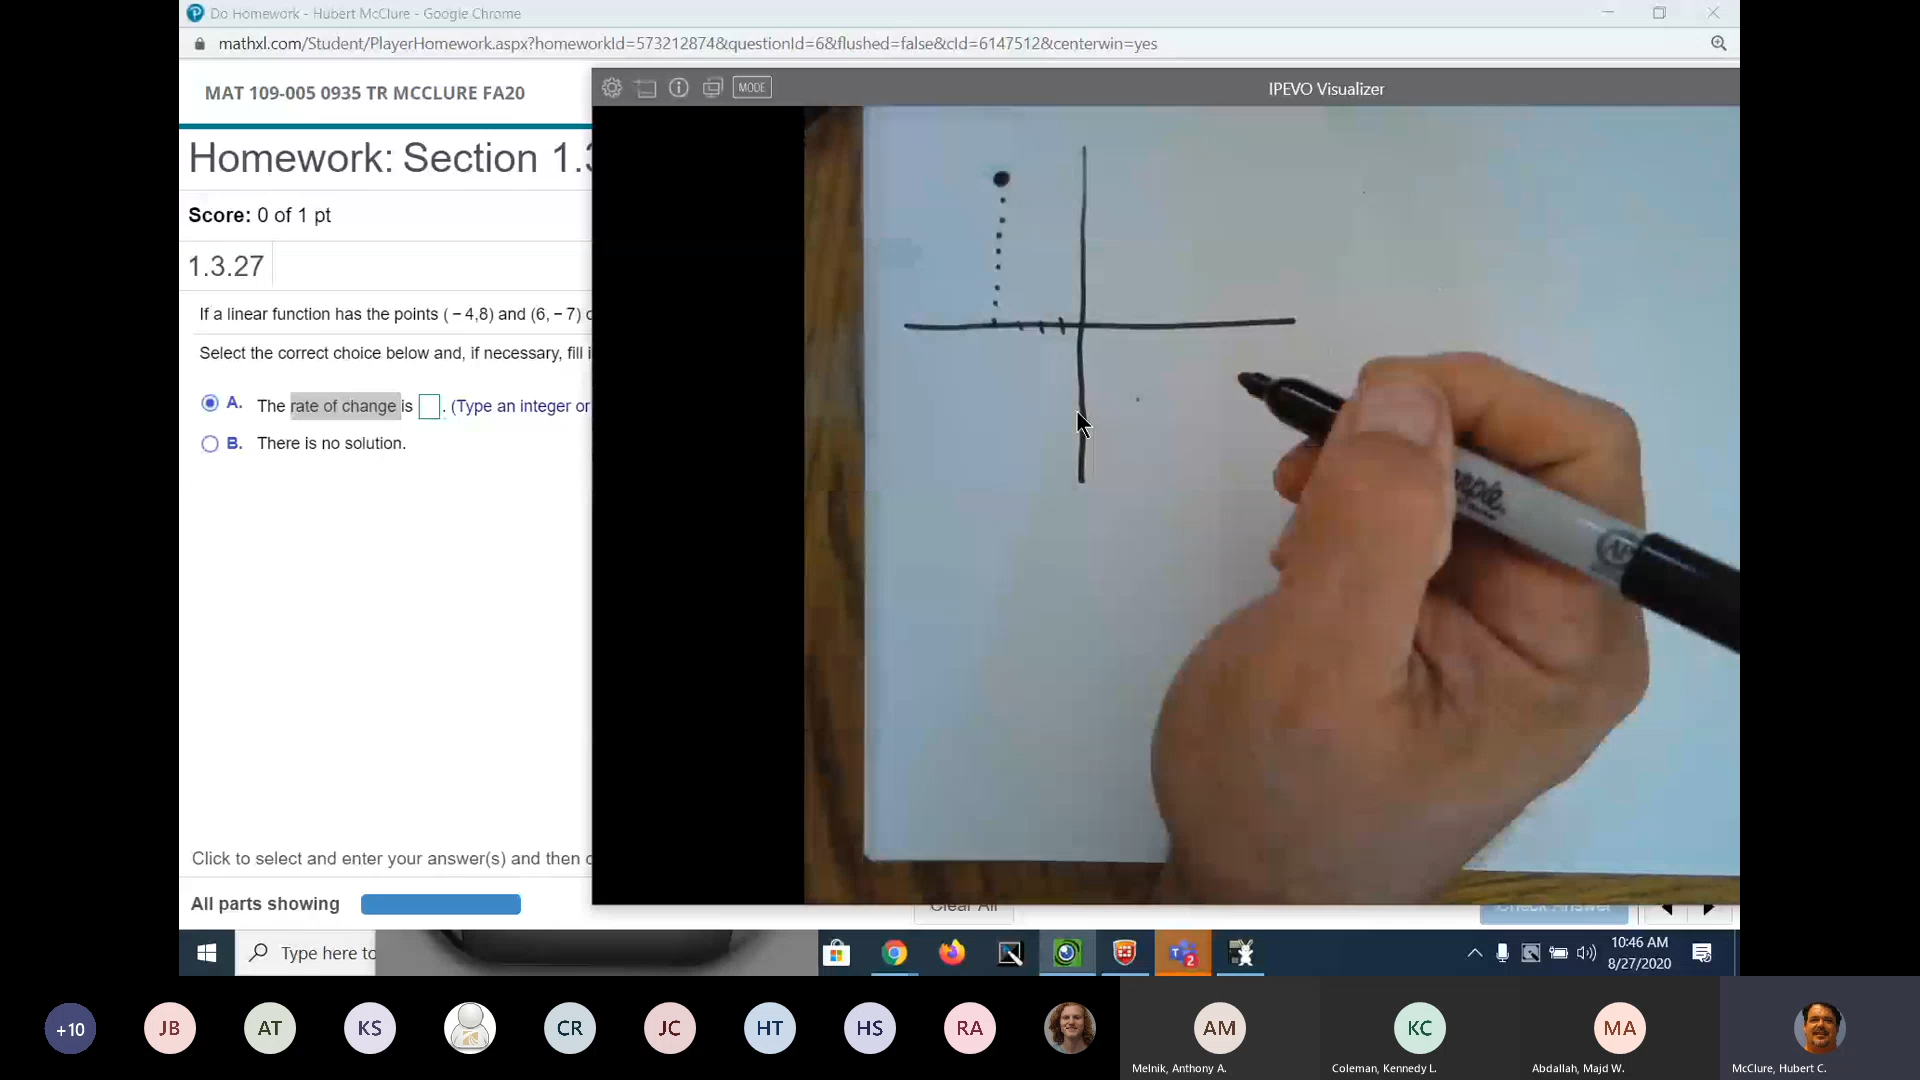 Do Homework - Hubert McClure - Google Chrome
mathxl.com/Student/PlayerHomework.aspx?homeworkId=573212874&questionId=6&flushed=false&cId=6147512&centerwin=yes
MAT 109-005 0935 TR MCCLURE FA20
MODE
IPEVO Visualizer
Homework: Section 1.3
Score: 0 of 1 pt
1.3.27
If a linear function has the points (−4,8) and (6,−7) o
Select the correct choice below and, if necessary, fill i
A. The rate of change is . (Type an integer or
B. There is no solution.
Click to select and enter your answer(s) and then c
All parts showing
Clear All
Check Answer
Type here to
2
10:46 AM
8/27/2020
+10
JB
AT
KS
CR
JC
HT
HS
RA
AM
KC
MA
Melnik, Anthony A.
Coleman, Kennedy L.
Abdallah, Majd W.
McClure, Hubert C.